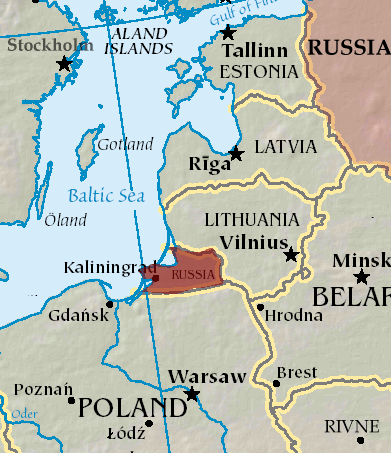 Gulf of Fin
ALAND
ISLANDS
Stockholm
Tallinn
ESTONIA
RUSSIA
Gotland
Rīga
LATVIA
Baltic Sea
Öland
LITHUANIA
Vilnius
Kaliningrad
RUSSIA
Minsk
BELAR
Gdańsk
Hrodna
Brest
Warsaw
Poznań
POLAND
Oder
Łódź
RIVNE